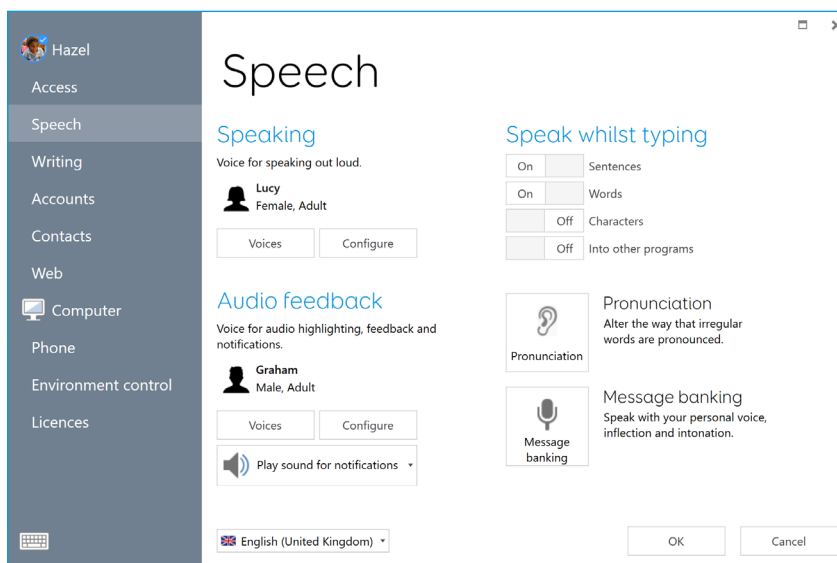 Hazel
Access
Speech
Writing
Accounts
Contacts
Web
Computer
Phone
Environment control
Licences
Speech
Speaking
Voice for speaking out loud.
Lucy
Female, Adult
Voices Configure
Audio feedback
Voice for audio highlighting, feedback and
notifications.
Graham
Male, Adult
Voices Configure
Play sound for notifications
English (United Kingdom)
Speak whilst typing
On Sentences
On Words
Off Characters
Off Into other programs
Pronunciation
Pronunciation
Alter the way that irregular
words are pronounced.
Message
banking
Message banking
Speak with your personal voice,
inflection and intonation.
OK Cancel